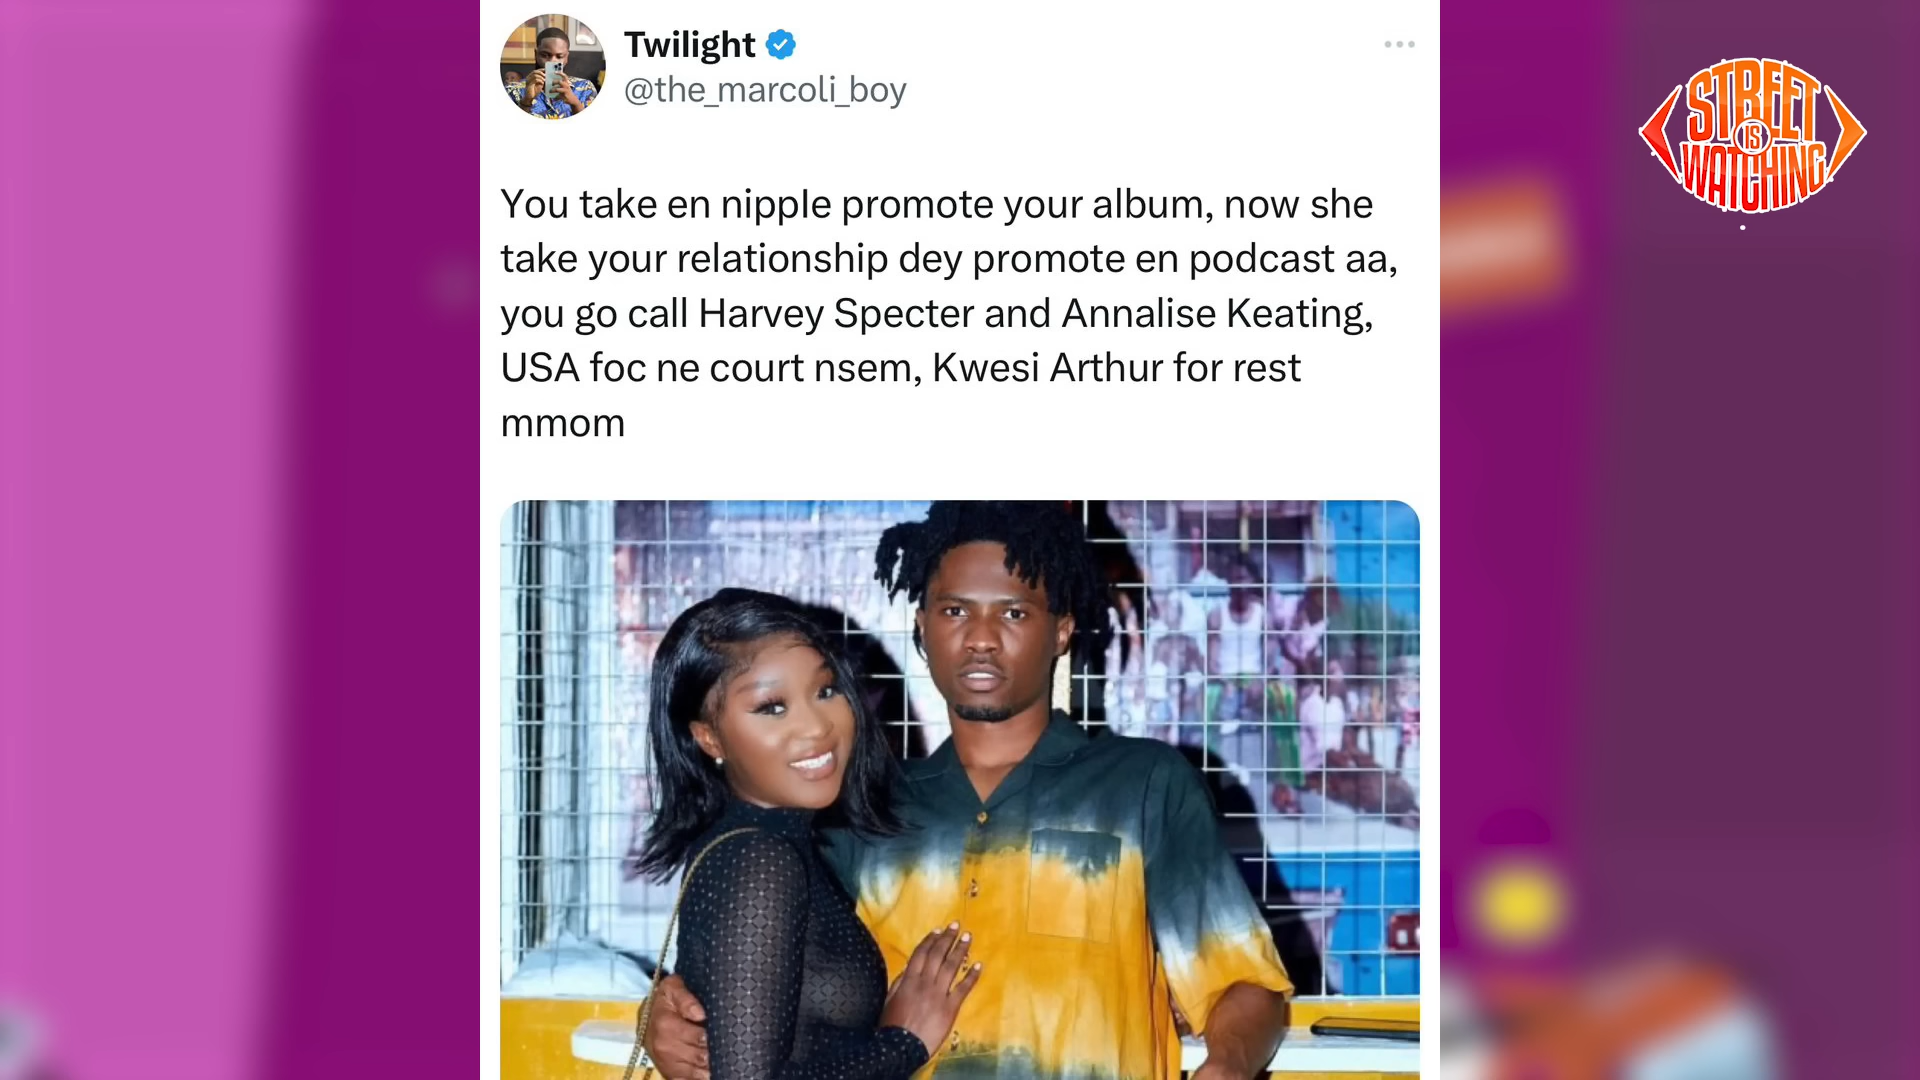 Twilight
@the_marcoli_boy
STREET
IS
WATCHING
You take en nipple promote your album, now she
take your relationship dey promote en podcast aa,
you go call Harvey Specter and Annalise Keating,
USA foc ne court nsem, Kwesi Arthur for rest
mmom